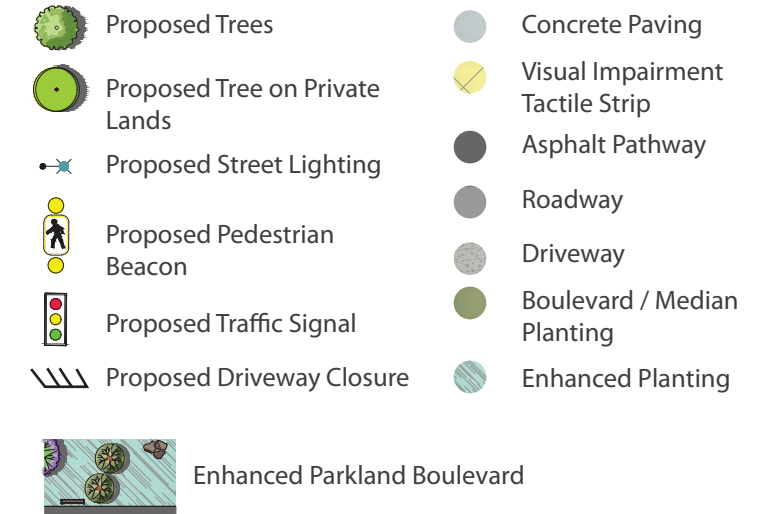 Proposed Trees
Proposed Tree on Private
Lands
Proposed Street Lighting
Proposed Pedestrian
Beacon
Proposed Traffic Signal
Proposed Driveway Closure
Concrete Paving
Visual Impairment
Tactile Strip
Asphalt Pathway
Roadway
Driveway
Boulevard / Median
Planting
Enhanced Planting
Enhanced Parkland Boulevard